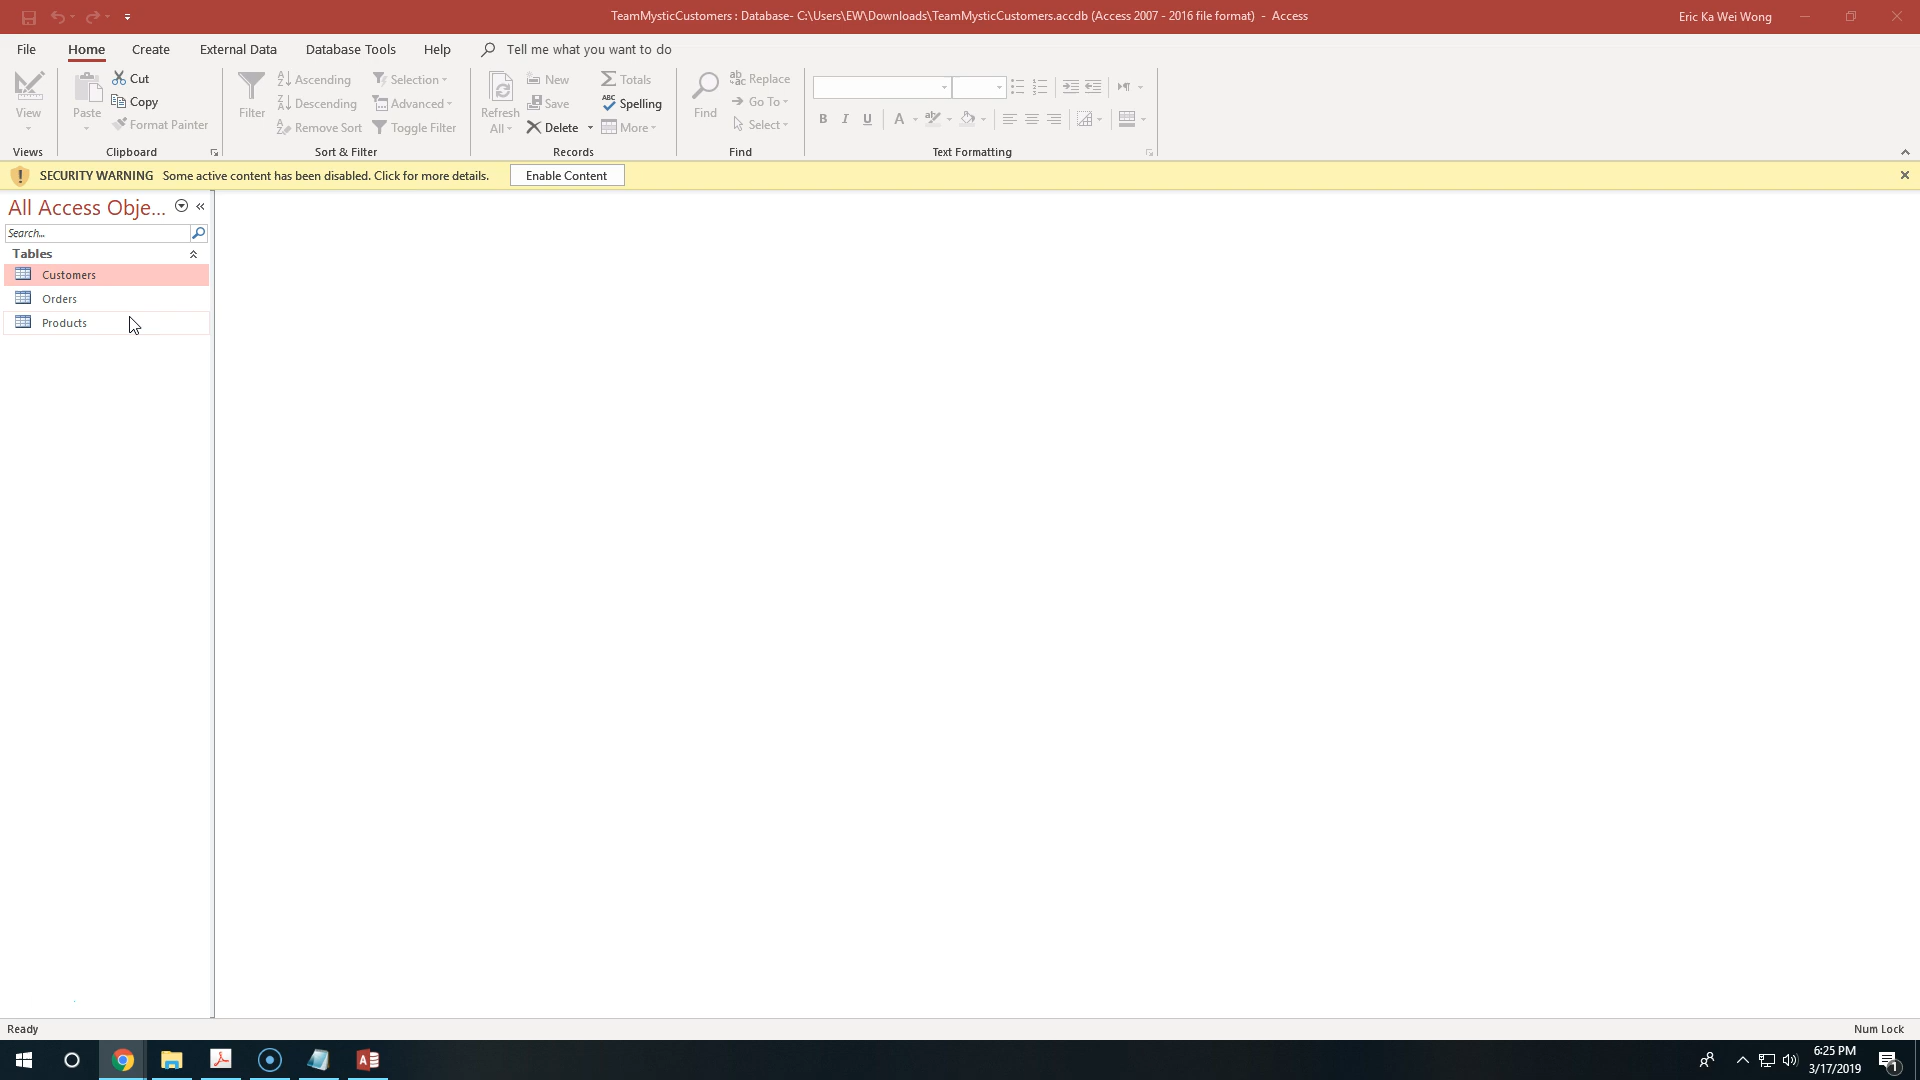 TeamMysticCustomers : Database- C:\Users\EW\Downloads\TeamMysticCustomers.accdb (Access 2007 - 2016 file format) - Access
Eric Ka Wei Wong
File Home Create External Data Database Tools Help Tell me what you want to do
View
Views
Paste
Cut
Copy
Format Painter
Clipboard
Filter
Ascending
Descending
Remove Sort
Selection
Advanced
Toggle Filter
Sort & Filter
Refresh
All
New
Save
Delete
Totals
Spelling
More
Records
Find
Replace
Go To
Select
Find
B I U A
Text Formatting
SECURITY WARNING Some active content has been disabled. Click for more details. Enable Content
All Access Obje...
Search...
Tables
Customers
Orders
Products
Ready
Num Lock
6:25 PM
3/17/2019
1